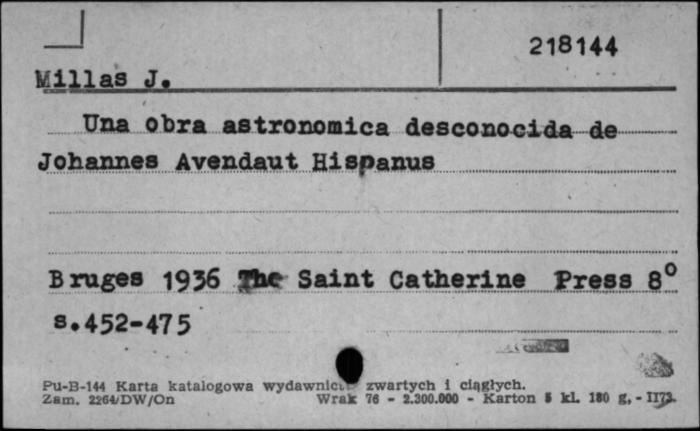 218144
Millas J.
Una obra astronomica desconocida de
Johannes Avendaut Hispanus
Bruges 1936 The Saint Catherine Press 8°
s.452-475
Pu-B-144 Karta katalogowa wydawnictw zwartych i ciągłych.
Zam. 2264/DW/On Wrak 76 - 2.300.000 - Karton 5 kl. 180 g, - II73.